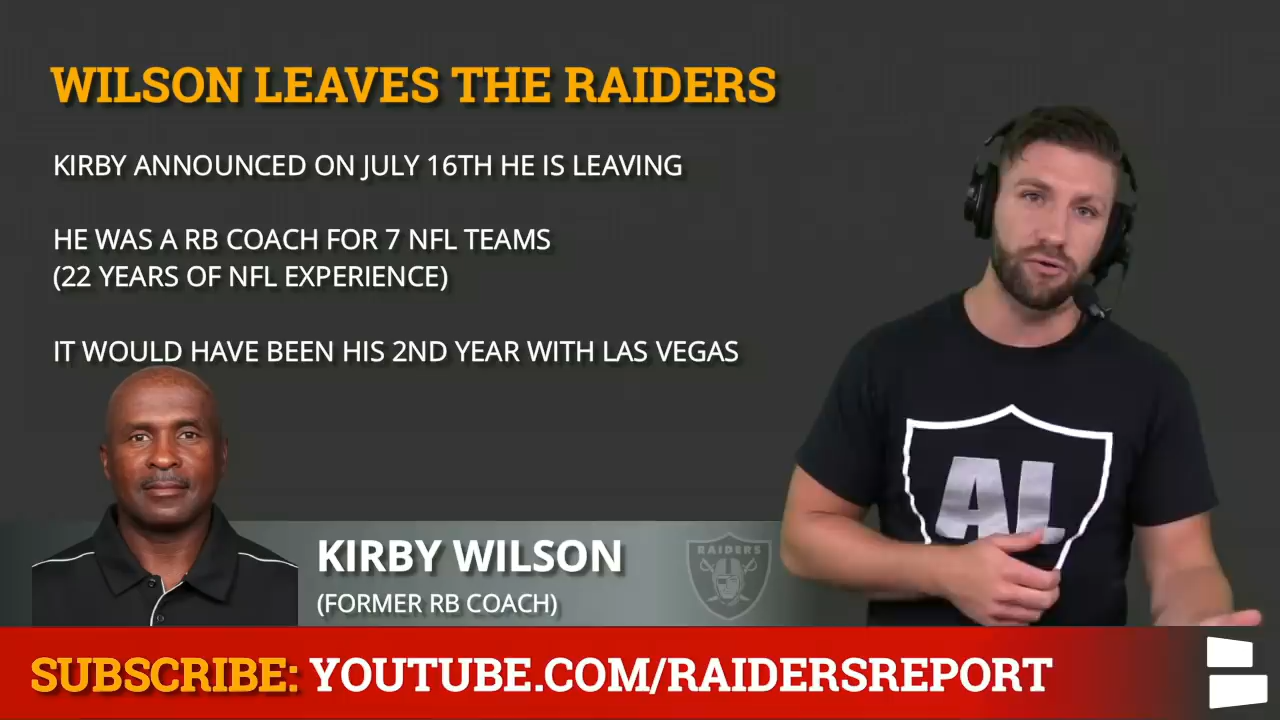 WILSON LEAVES THE RAIDERS
KIRBY ANNOUNCED ON JULY 16TH HE IS LEAVING
HE WAS A RB COACH FOR 7 NFL TEAMS
(22 YEARS OF NFL EXPERIENCE)
IT WOULD HAVE BEEN HIS 2ND YEAR WITH LAS VEGAS
AL
KIRBY WILSON
(FORMER RB COACH)
RAIDERS
SUBSCRIBE: YOUTUBE.COM/RAIDERSREPORT